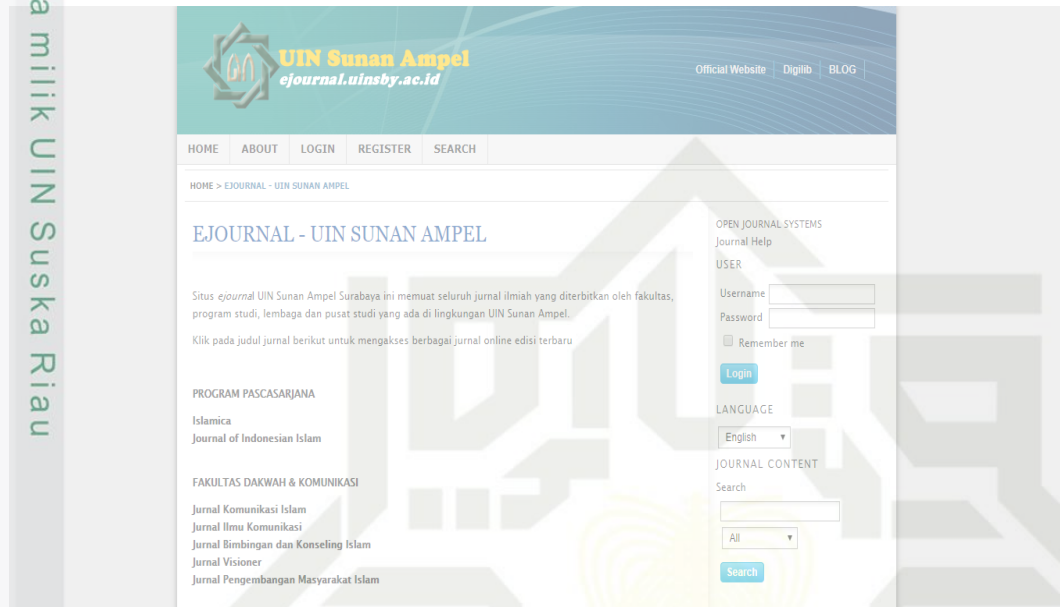 a milik UIN Suska Riau
UIN Sunan Ampel
ejournal.uinsby.ac.id
Official Website Digilib BLOG
HOME ABOUT LOGIN REGISTER SEARCH
HOME > EJOURNAL - UIN SUNAN AMPEL
EJOURNAL - UIN SUNAN AMPEL
Situs ejournal UIN Sunan Ampel Surabaya ini memuat seluruh jurnal ilmiah yang diterbitkan oleh fakultas,
program studi, lembaga dan pusat studi yang ada di lingkungan UIN Sunan Ampel.
Klik pada judul jurnal berikut untuk mengakses berbagai jurnal online edisi terbaru
PROGRAM PASCASARJANA
Islamica
Journal of Indonesian Islam
FAKULTAS DAKWAH & KOMUNIKASI
Jurnal Komunikasi Islam
Jurnal Ilmu Komunikasi
Jurnal Bimbingan dan Konseling Islam
Jurnal Visioner
Jurnal Pengembangan Masyarakat Islam
OPEN JOURNAL SYSTEMS
Journal Help
USER
Username
Password
Remember me
Login
LANGUAGE
English
JOURNAL CONTENT
Search
All
Search